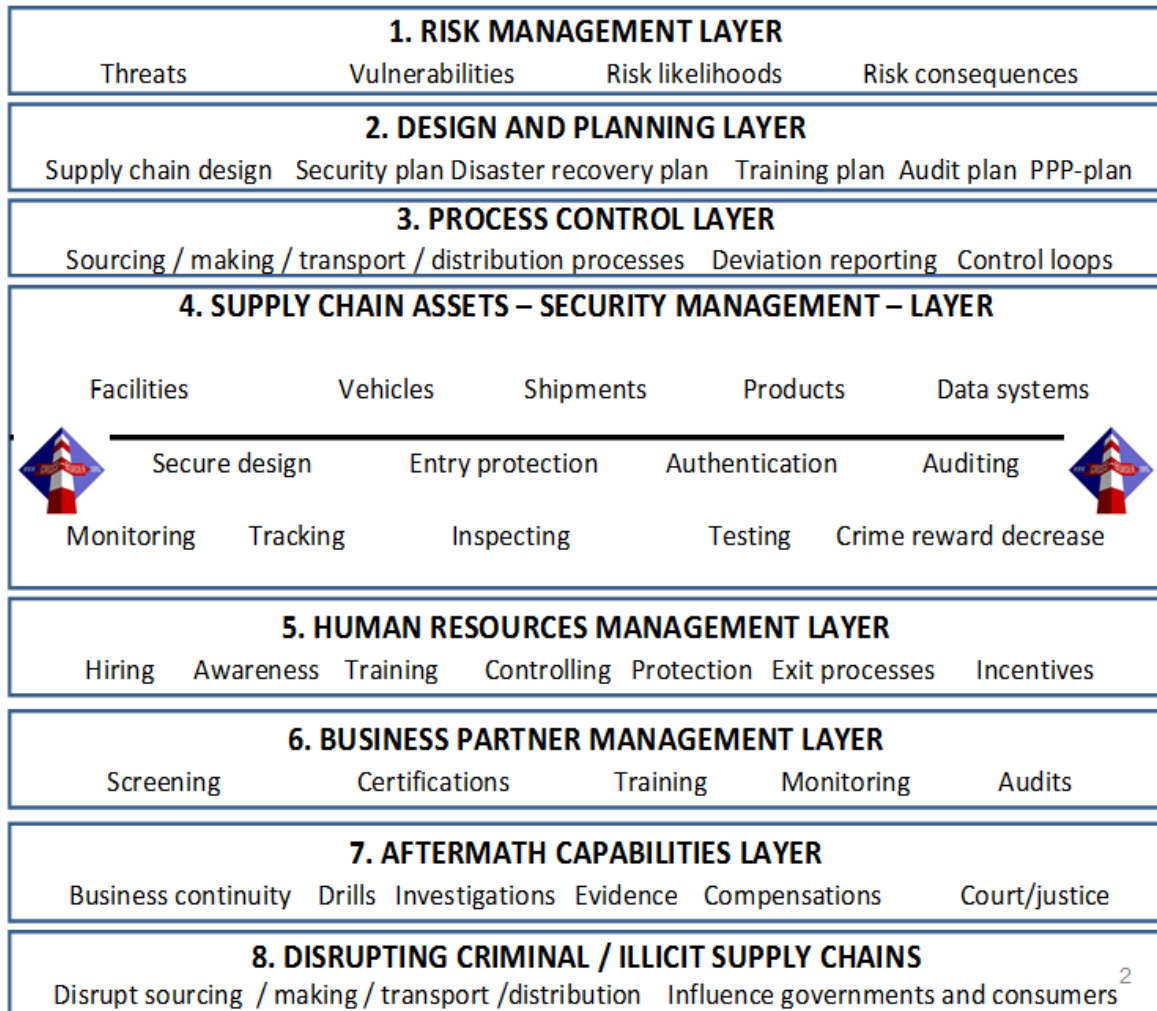 1. RISK MANAGEMENT LAYER
Threats Vulnerabilities Risk likelihoods Risk consequences
2. DESIGN AND PLANNING LAYER
Supply chain design Security plan Disaster recovery plan Training plan Audit plan PPP-plan
3. PROCESS CONTROL LAYER
Sourcing / making / transport / distribution processes Deviation reporting Control loops
4. SUPPLY CHAIN ASSETS – SECURITY MANAGEMENT – LAYER
Facilities Vehicles Shipments Products Data systems
Secure design Entry protection Authentication Auditing
Monitoring Tracking Inspecting Testing Crime reward decrease
5. HUMAN RESOURCES MANAGEMENT LAYER
Hiring Awareness Training Controlling Protection Exit processes Incentives
6. BUSINESS PARTNER MANAGEMENT LAYER
Screening Certifications Training Monitoring Audits
7. AFTERMATH CAPABILITIES LAYER
Business continuity Drills Investigations Evidence Compensations Court/justice
8. DISRUPTING CRIMINAL / ILLICIT SUPPLY CHAINS
Disrupt sourcing / making / transport /distribution Influence governments and consumers
2